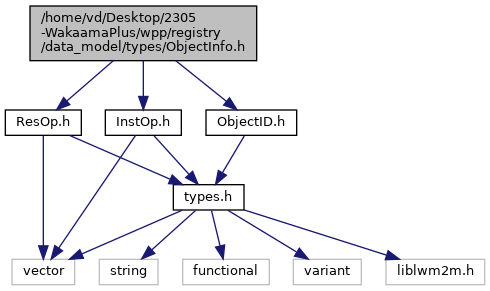 /home/vd/Desktop/2305
-WakaamaPlus/wpp/registry
/data_model/types/ObjectInfo.h
ResOp.h
InstOp.h
ObjectID.h
types.h
vector
string
functional
variant
liblwm2m.h